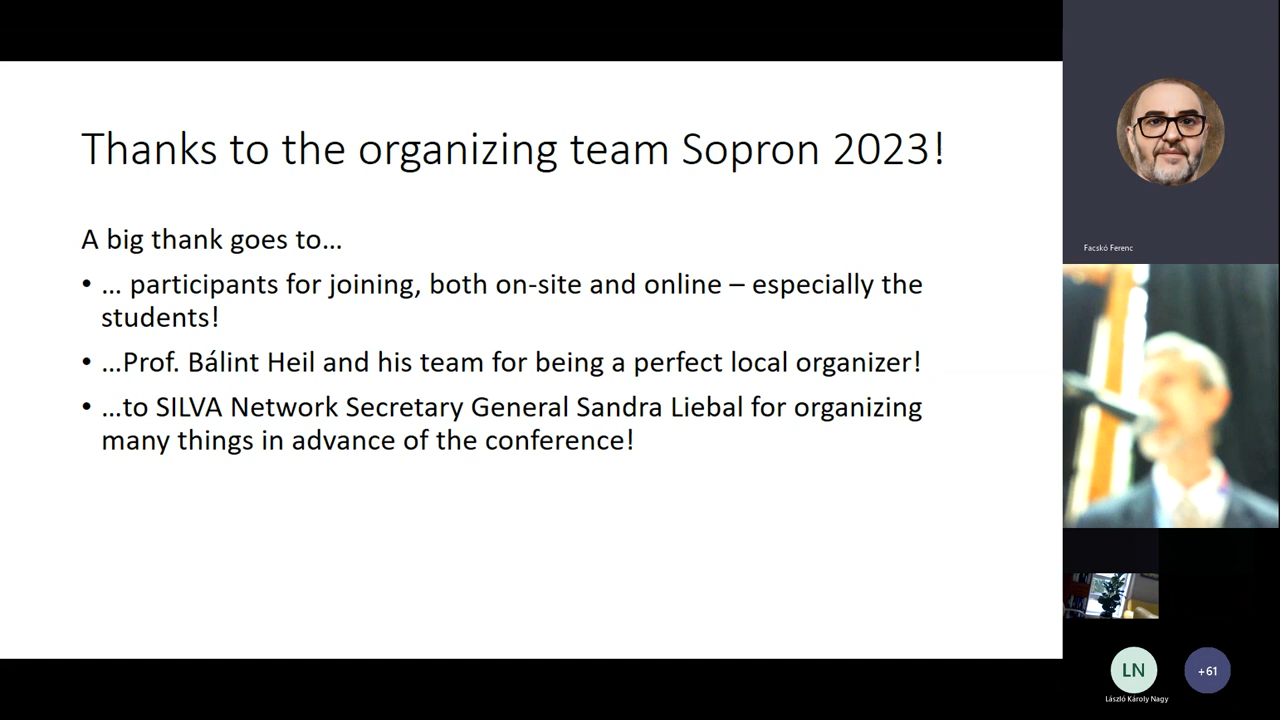 Thanks to the organizing team Sopron 2023!
A big thank goes to...
• ... participants for joining, both on-site and online – especially the
students!
• ...Prof. Bálint Heil and his team for being a perfect local organizer!
• ...to SILVA Network Secretary General Sandra Liebal for organizing
many things in advance of the conference!
Facskó Ferenc
LN
+61
László Károly Nagy